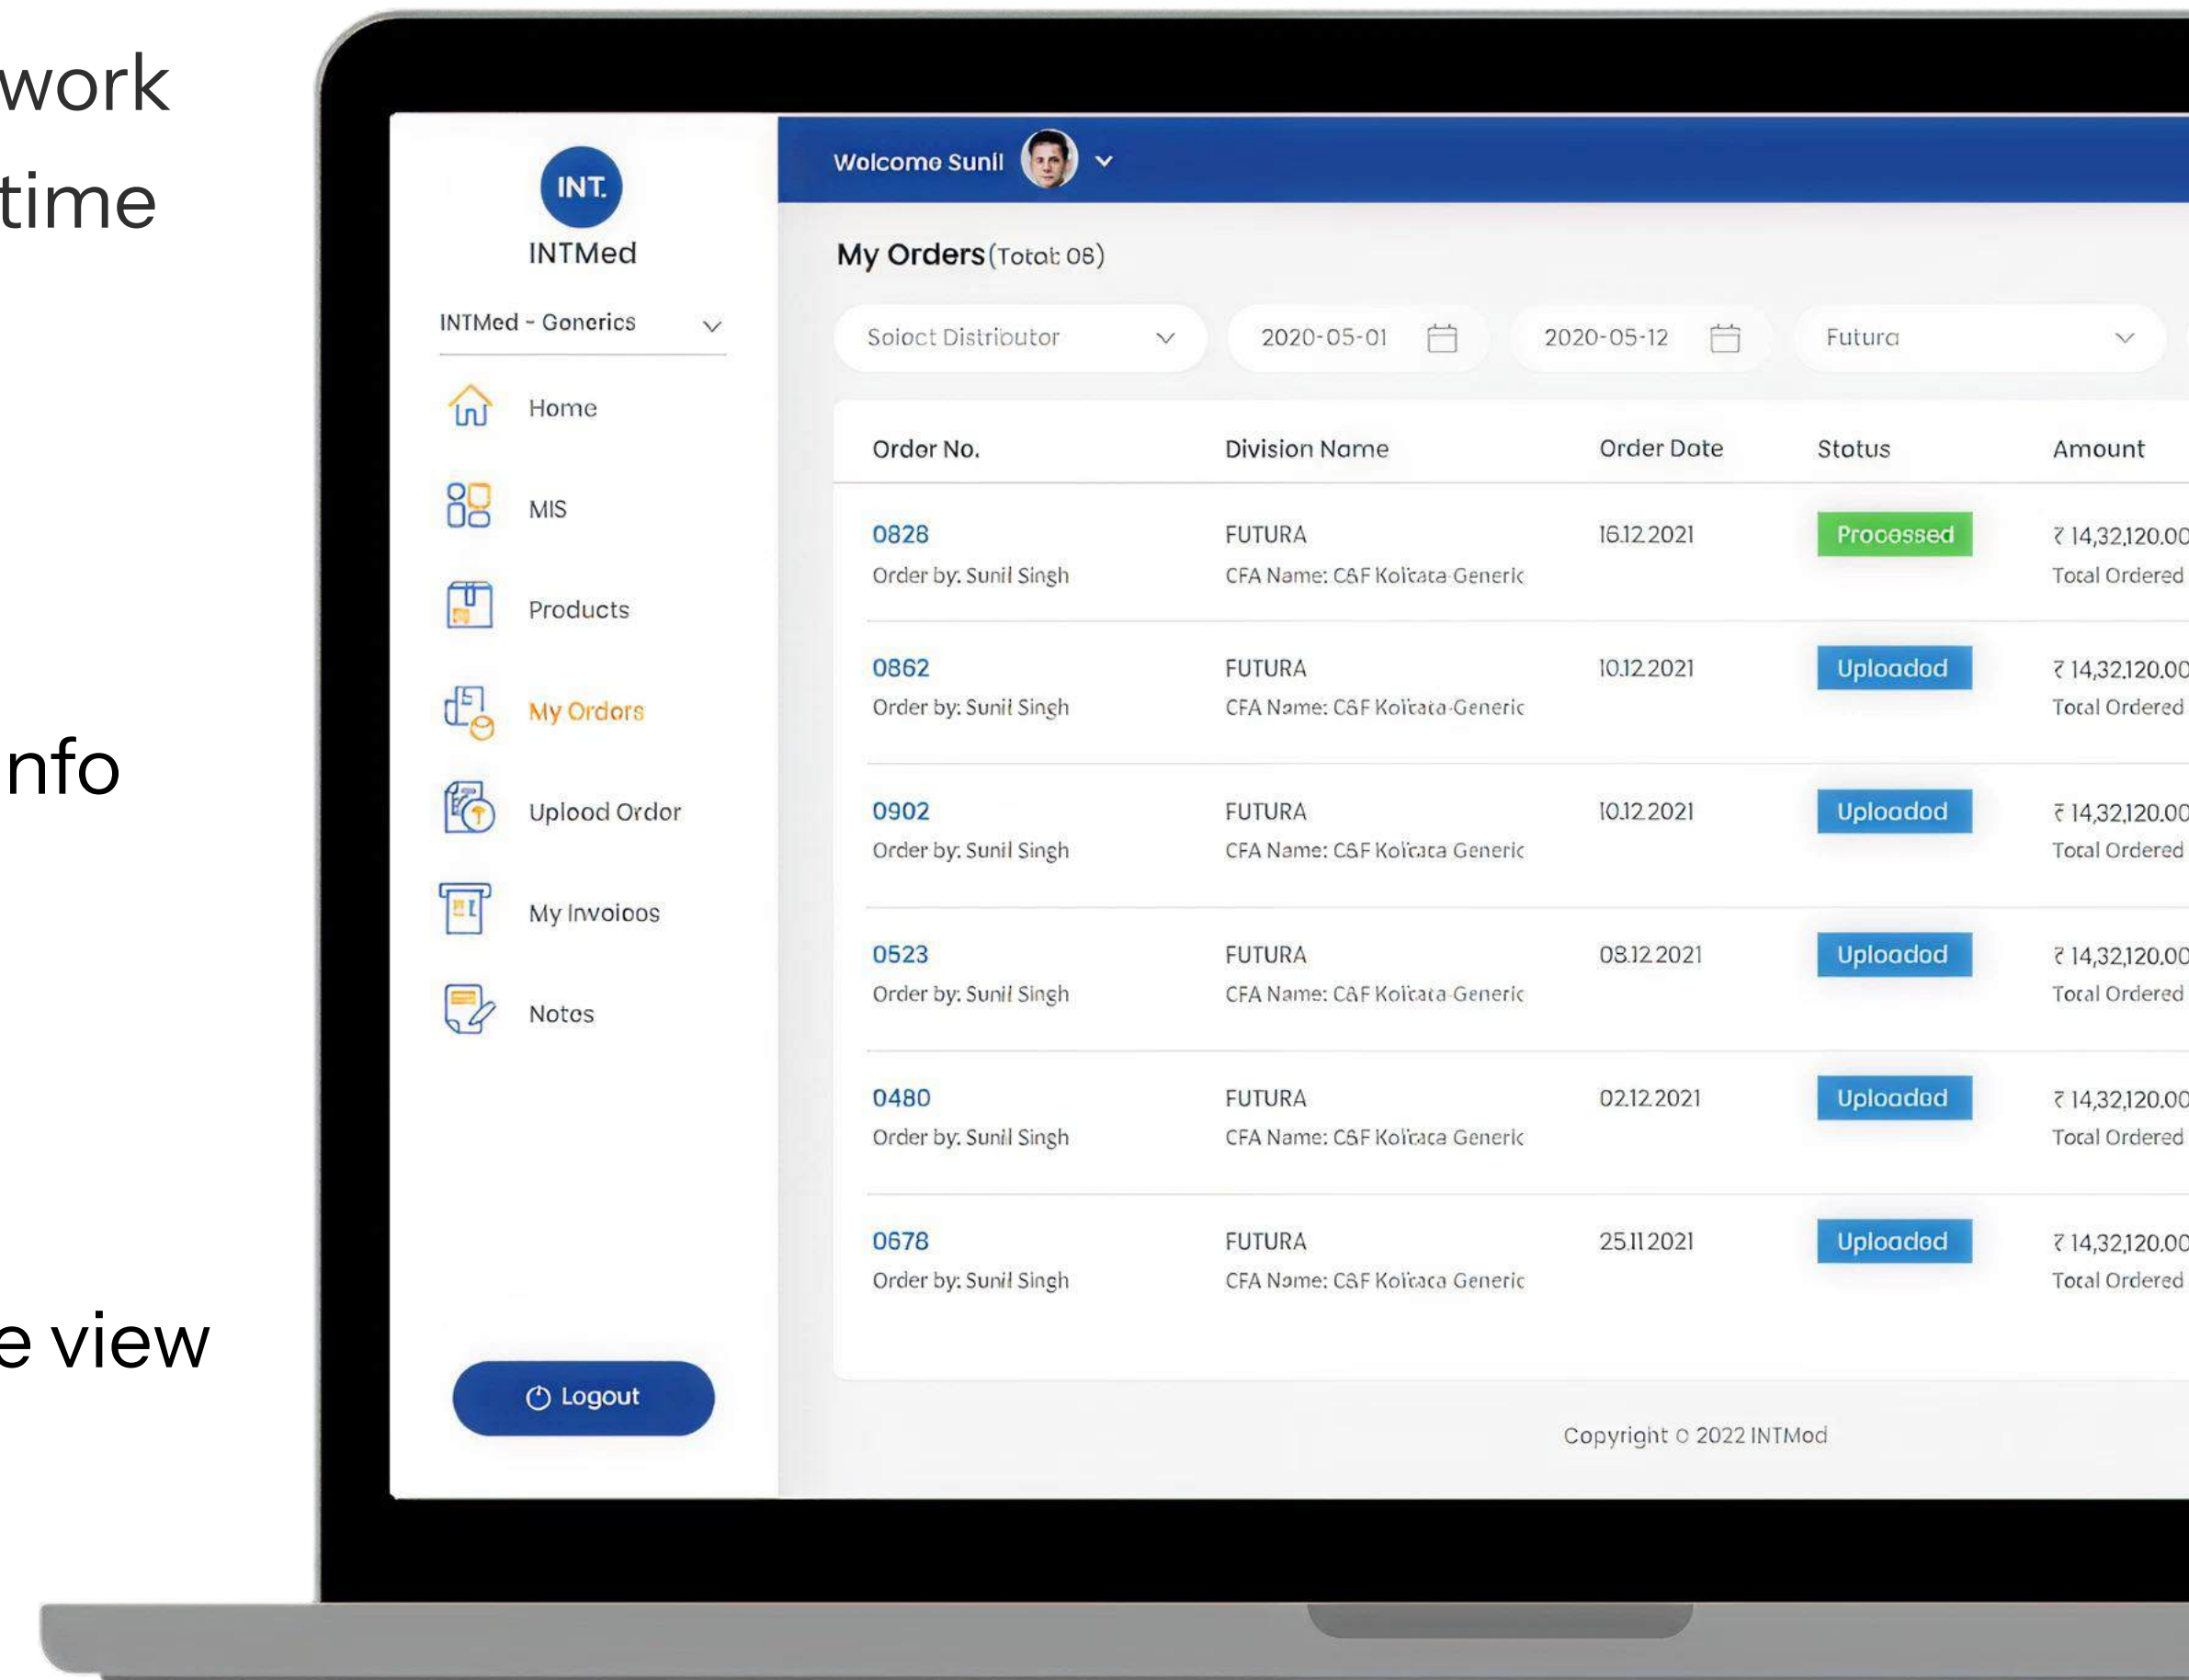 work
time
nfo
e view
INT.
INTMed
INTMed - Generics
Home
MIS
Products
My Orders
Upload Order
My Invoices
Notes
Logout
Welcome Sunil
My Orders (Total: 06)
Select Distributor 2020-05-01 2020-05-12 Futura
Order No. Division Name Order Date Status Amount
0828 FUTURA 16.12.2021 Processed ₹ 14,32,120.00
Order by: Sunil Singh CFA Name: C&F Kolkata-Generic Total Ordered
0862 FUTURA 10.12.2021 Uploaded ₹ 14,32,120.00
Order by: Sunil Singh CFA Name: C&F Kolkata-Generic Total Ordered
0902 FUTURA 10.12.2021 Uploaded ₹ 14,32,120.00
Order by: Sunil Singh CFA Name: C&F Kolkata Generic Total Ordered
0523 FUTURA 08.12.2021 Uploaded ₹ 14,32,120.00
Order by: Sunil Singh CFA Name: C&F Kolkata-Generic Total Ordered
0480 FUTURA 02.12.2021 Uploaded ₹ 14,32,120.00
Order by: Sunil Singh CFA Name: C&F Kolkata Generic Total Ordered
0678 FUTURA 25.11.2021 Uploaded ₹ 14,32,120.00
Order by: Sunil Singh CFA Name: C&F Kolkata Generic Total Ordered
Copyright © 2022 INTMed